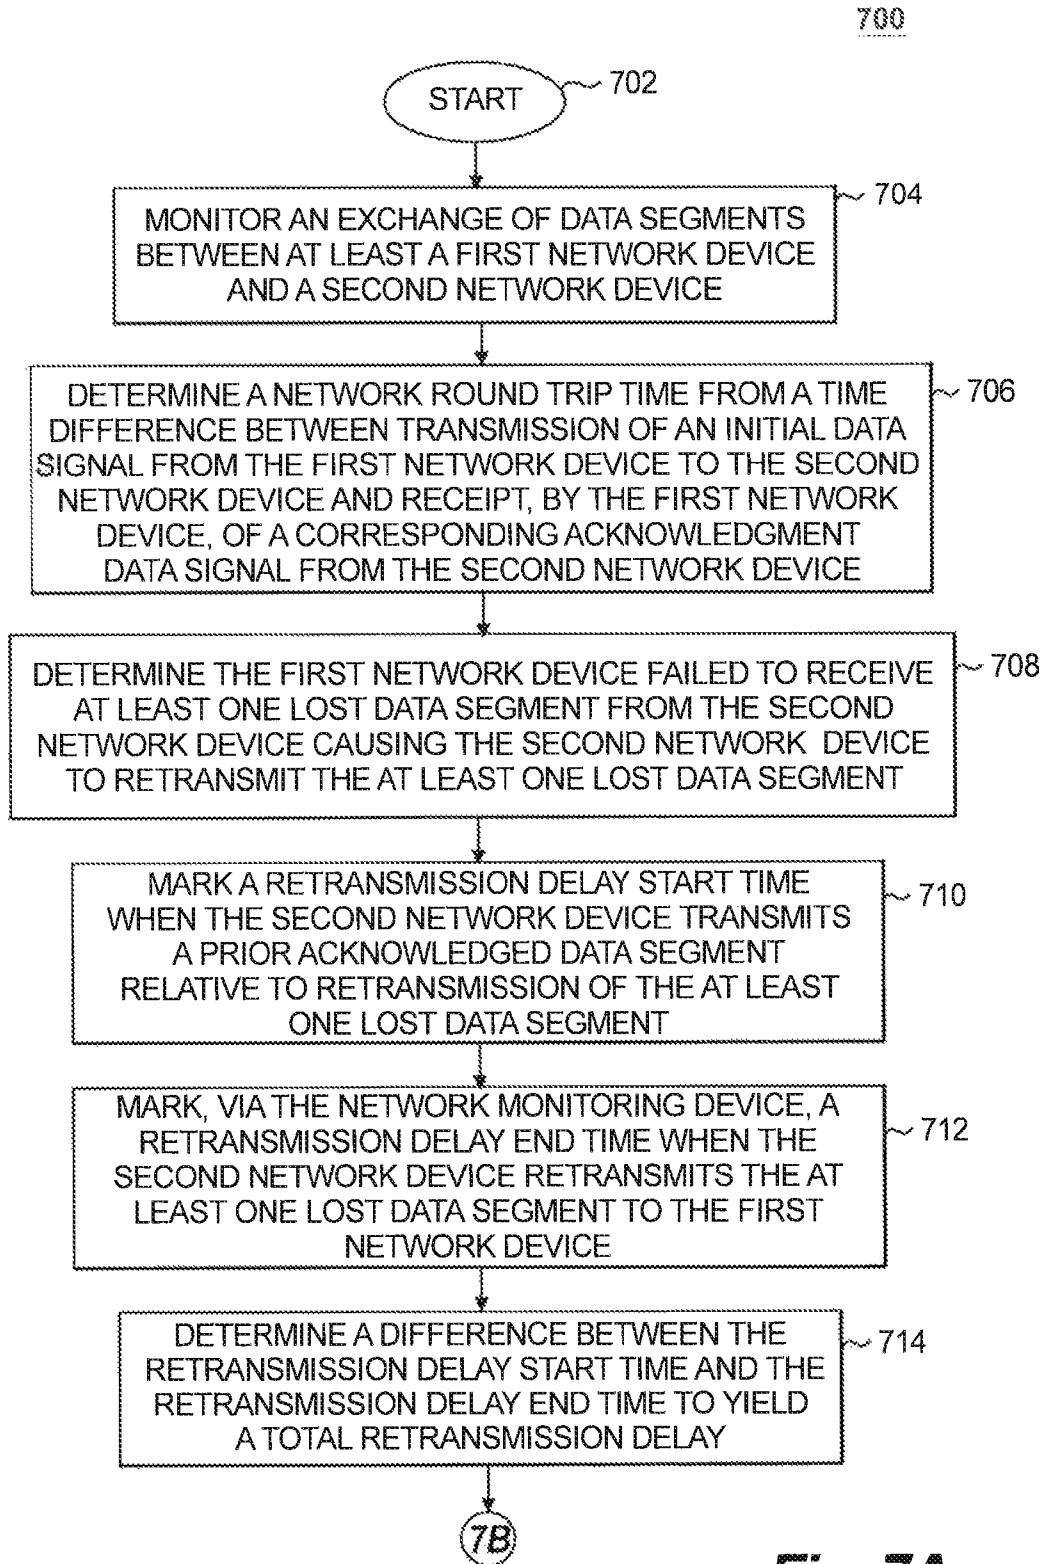 700
START
702
MONITOR AN EXCHANGE OF DATA SEGMENTS
BETWEEN AT LEAST A FIRST NETWORK DEVICE
AND A SECOND NETWORK DEVICE
704
DETERMINE A NETWORK ROUND TRIP TIME FROM A TIME
DIFFERENCE BETWEEN TRANSMISSION OF AN INITIAL DATA
SIGNAL FROM THE FIRST NETWORK DEVICE TO THE SECOND
NETWORK DEVICE AND RECEIPT, BY THE FIRST NETWORK
DEVICE, OF A CORRESPONDING ACKNOWLEDGMENT
DATA SIGNAL FROM THE SECOND NETWORK DEVICE
706
DETERMINE THE FIRST NETWORK DEVICE FAILED TO RECEIVE
AT LEAST ONE LOST DATA SEGMENT FROM THE SECOND
NETWORK DEVICE CAUSING THE SECOND NETWORK DEVICE
TO RETRANSMIT THE AT LEAST ONE LOST DATA SEGMENT
708
MARK A RETRANSMISSION DELAY START TIME
WHEN THE SECOND NETWORK DEVICE TRANSMITS
A PRIOR ACKNOWLEDGED DATA SEGMENT
RELATIVE TO RETRANSMISSION OF THE AT LEAST
ONE LOST DATA SEGMENT
710
MARK, VIA THE NETWORK MONITORING DEVICE, A
RETRANSMISSION DELAY END TIME WHEN THE
SECOND NETWORK DEVICE RETRANSMITS THE AT
LEAST ONE LOST DATA SEGMENT TO THE FIRST
NETWORK DEVICE
712
DETERMINE A DIFFERENCE BETWEEN THE
RETRANSMISSION DELAY START TIME AND THE
RETRANSMISSION DELAY END TIME TO YIELD
A TOTAL RETRANSMISSION DELAY
714
7B